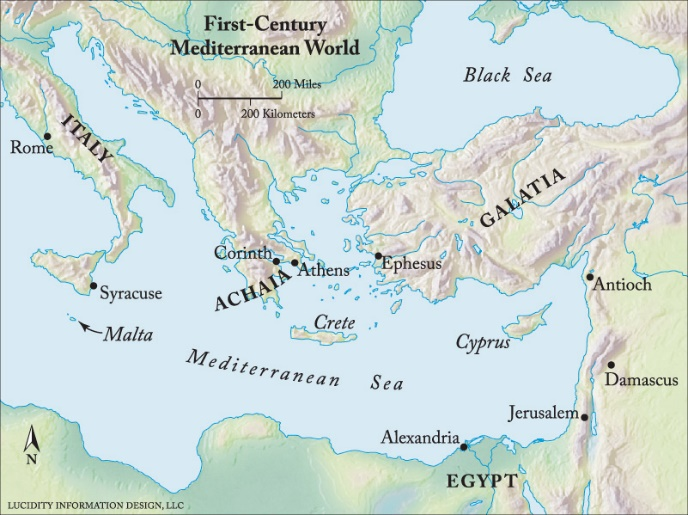 First-Century
Mediterranean World
0 200 Miles
0 200 Kilometers
Black Sea
ITALY
Rome
GALATIA
Corinth
Athens
Ephesus
ACHAIA
Syracuse
Antioch
Malta
Crete
Cyprus
Mediterranean Sea
Damascus
Jerusalem
Alexandria
N
EGYPT
LUCIDITY INFORMATION DESIGN, LLC